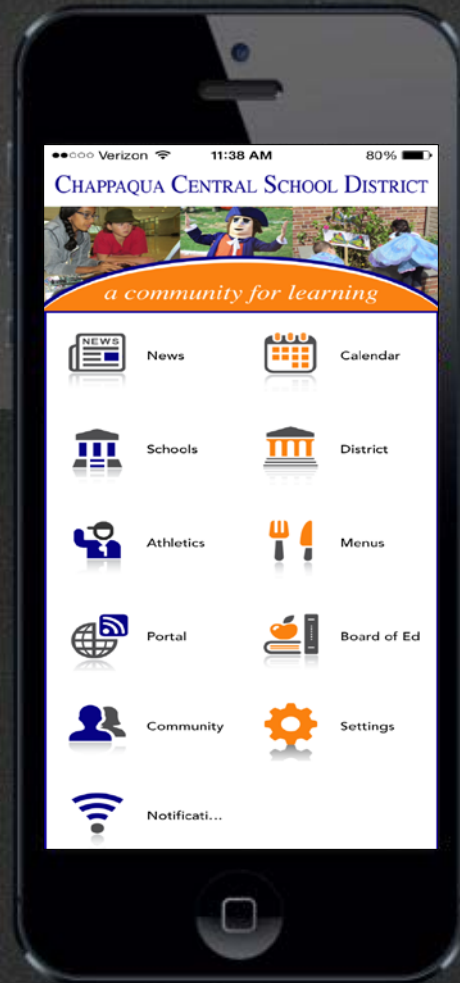 Verizon 11:38 AM 80%
CHAPPAQUA CENTRAL SCHOOL DISTRICT
a community for learning
NEWS
News
Calendar
Schools
District
Athletics
Menus
Portal
Board of Ed
Community
Settings
Notificati...